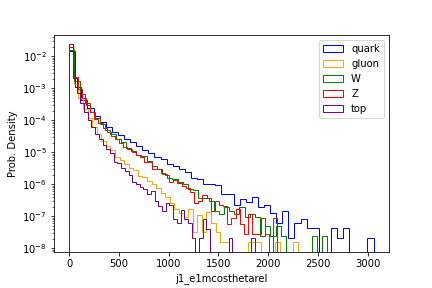 quark
gluon
W
Z
top
Prob. Density
10⁻²
10⁻³
10⁻⁴
10⁻⁵
10⁻⁶
10⁻⁷
10⁻⁸
0 500 1000 1500 2000 2500 3000
j1_e1mcosthetarel